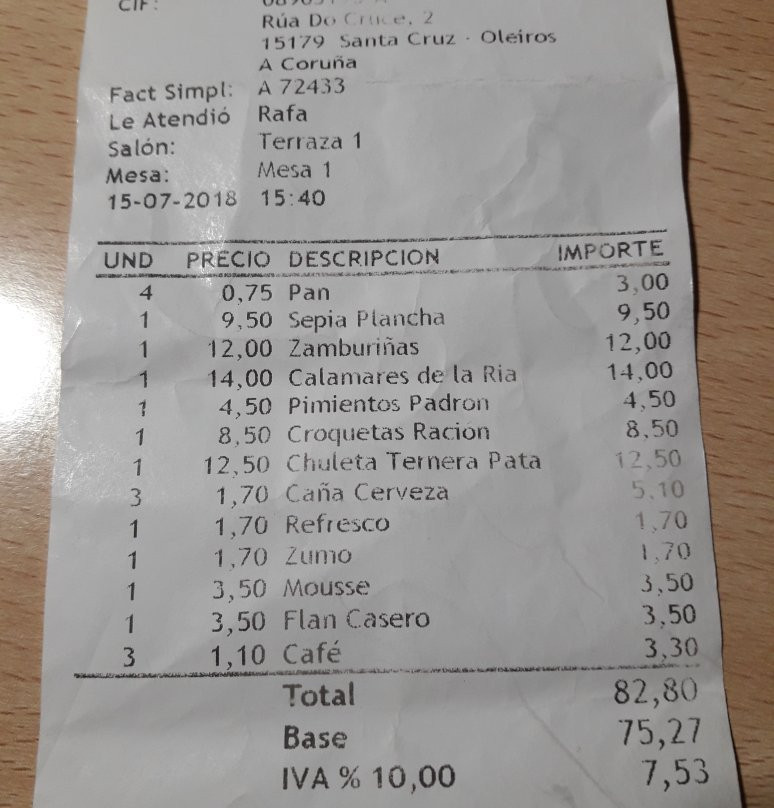 CIF:
Rúa Do Cruce, 2
15179 Santa Cruz - Oleiros
A Coruña
Fact Simpl: A 72433
Le Atendió Rafa
Salón: Terraza 1
Mesa: Mesa 1
15-07-2018 15:40
UND PRECIO DESCRIPCION IMPORTE
4 0,75 Pan 3,00
1 9,50 Sepia Plancha 9,50
1 12,00 Zamburiñas 12,00
1 14,00 Calamares de la Ria 14,00
1 4,50 Pimientos Padron 4,50
1 8,50 Croquetas Racion 8,50
1 12,50 Chuleta Ternera Pata 12,50
3 1,70 Caña Cerveza 5,10
1 1,70 Refresco 1,70
1 1,70 Zumo 1,70
1 3,50 Mousse 3,50
1 3,50 Flan Casero 3,50
3 1,10 Café 3,30
Total 82,80
Base 75,27
IVA % 10,00 7,53